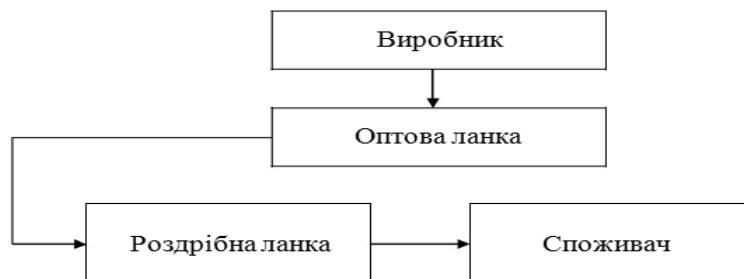 Виробник
Оптова ланка
Роздрібна ланка
Споживач